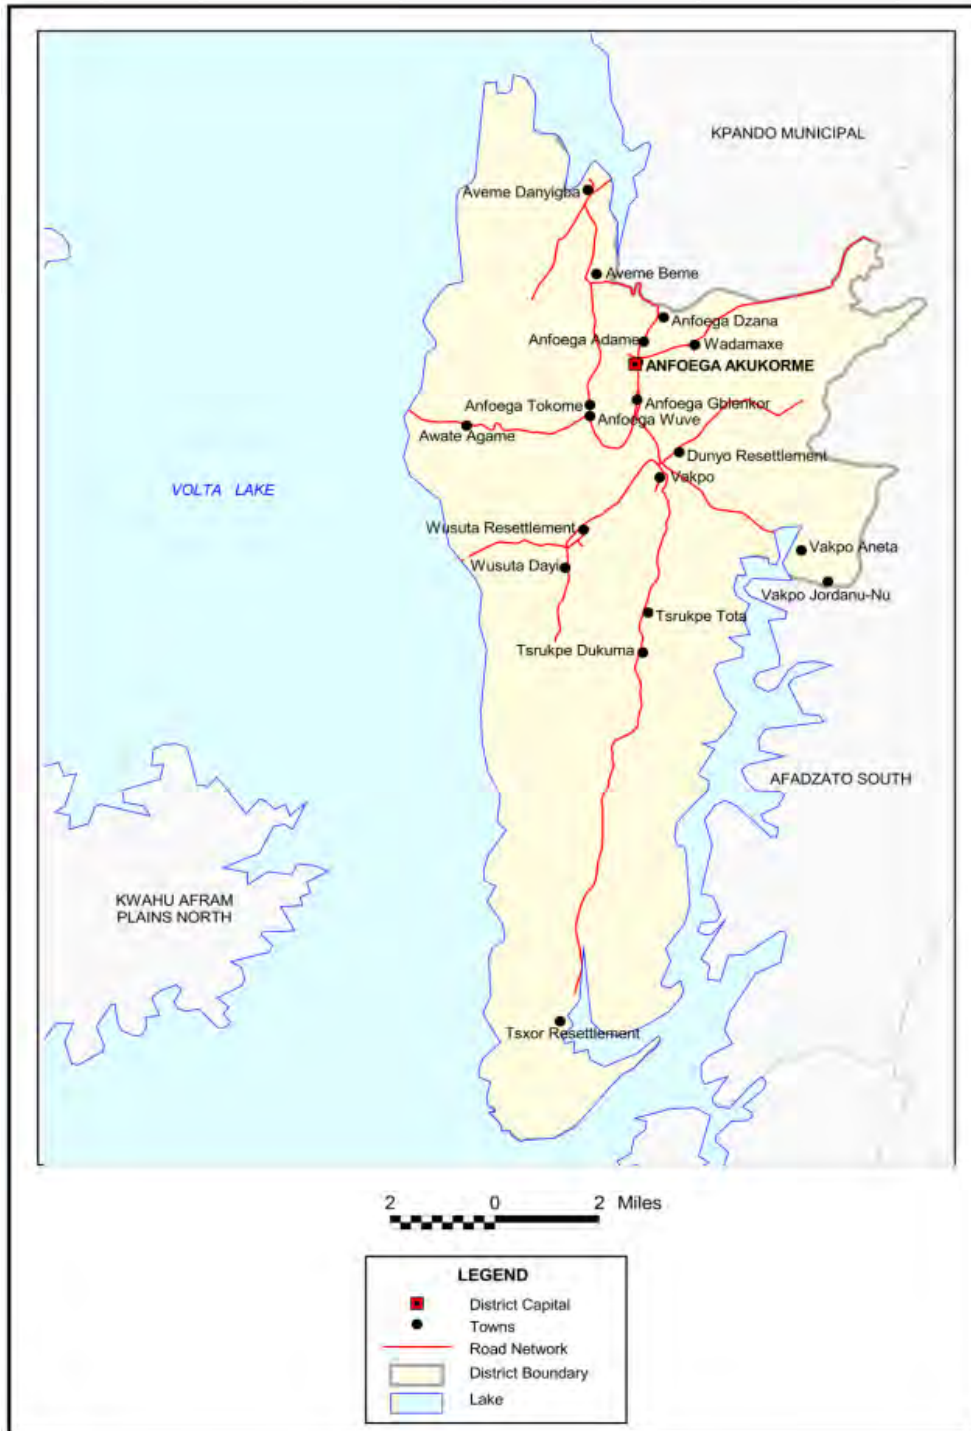 KPANDO MUNICIPAL
Aveme Danyigba
Aveme Beme
Anfoega Dzana
Anfoega Adame
Wadamaxe
ANFOEGA AKUKORME
Anfoega Gblenkor
Anfoega Tokome
Anfoega Wuve
Awate Agame
Dunyo Resettlement
Vakpo
VOLTA LAKE
Wusuta Resettlement
Vakpo Aneta
Wusuta Dayi
Vakpo Jordanu-Nu
Tsrukpe Tota
Tsrukpe Dukuma
AFADZATO SOUTH
KWAHU AFRAM
PLAINS NORTH
Tsxor Resettlement
2 0 2 Miles
LEGEND
District Capital
Towns
Road Network
District Boundary
Lake